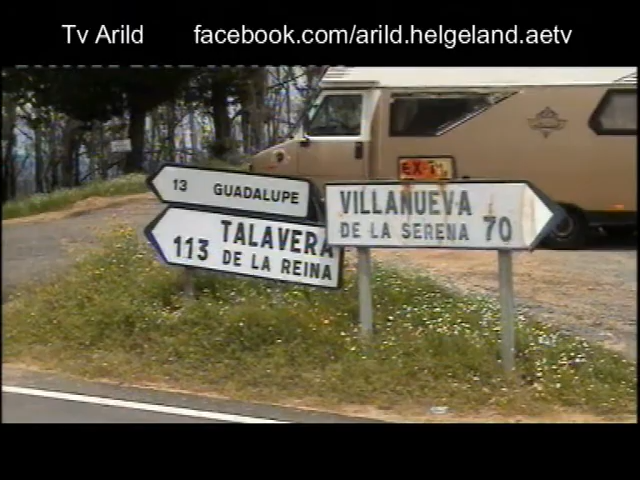 Tv Arild facebook.com/arild.helgeland.aetv
13 GUADALUPE
113 TALAVERA
DE LA REINA
VILLANUEVA
DE LA SERENA 70